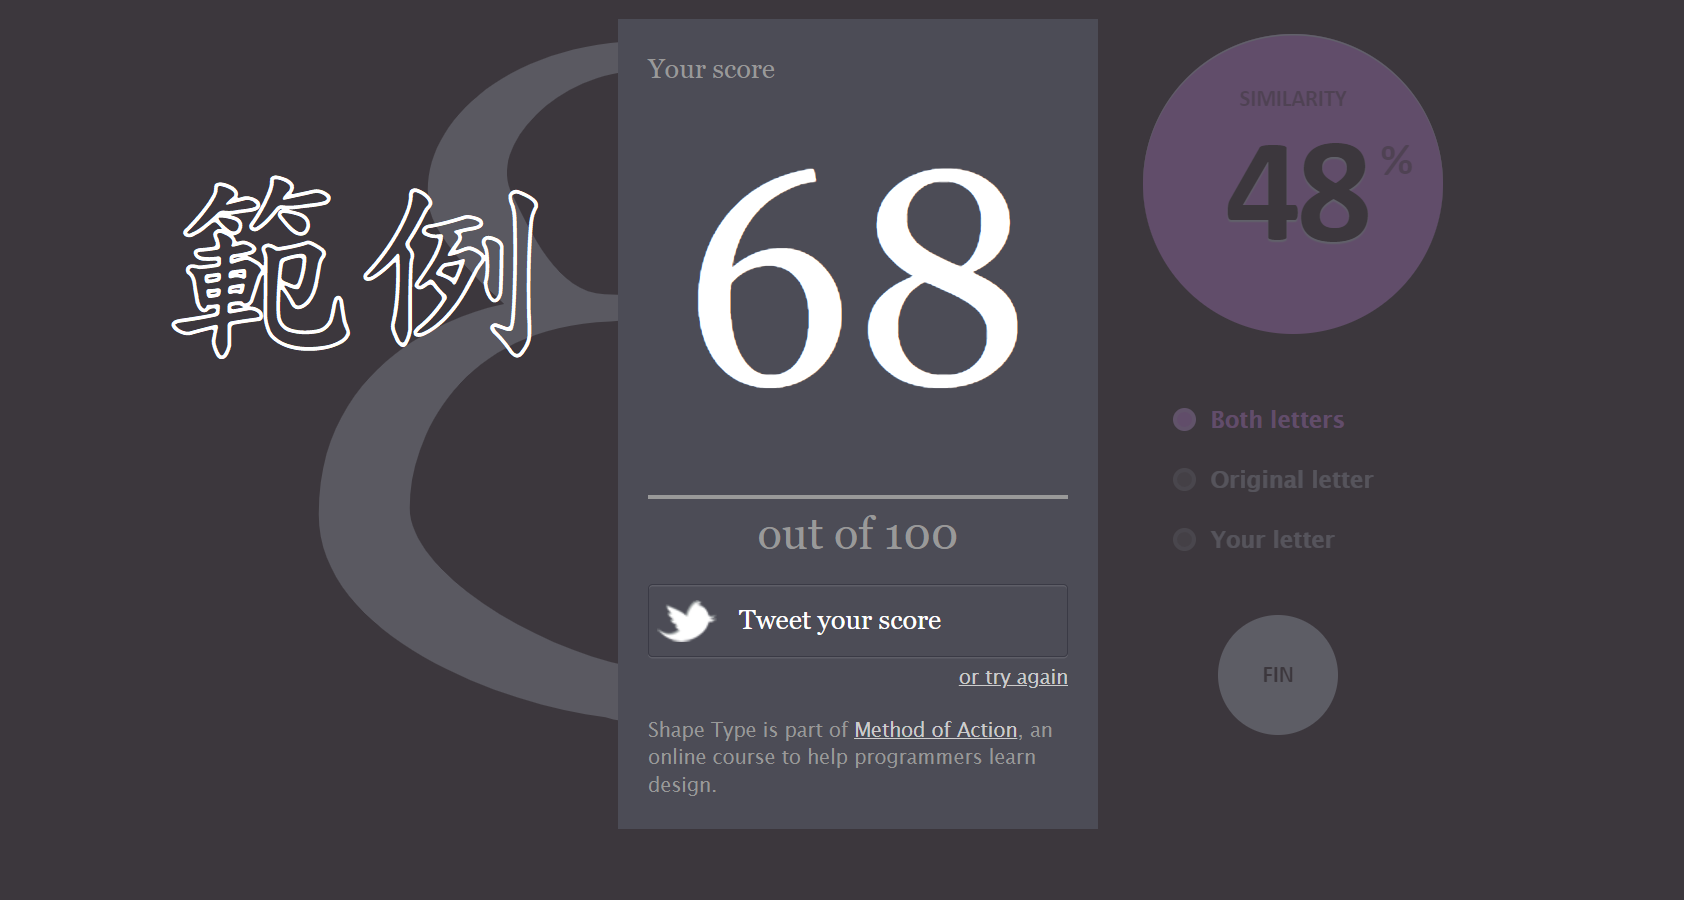 範例
Your score
68
out of 100
Tweet your score
or try again
Shape Type is part of Method of Action, an
online course to help programmers learn
design.
SIMILARITY
48%
Both letters
Original letter
Your letter
FIN